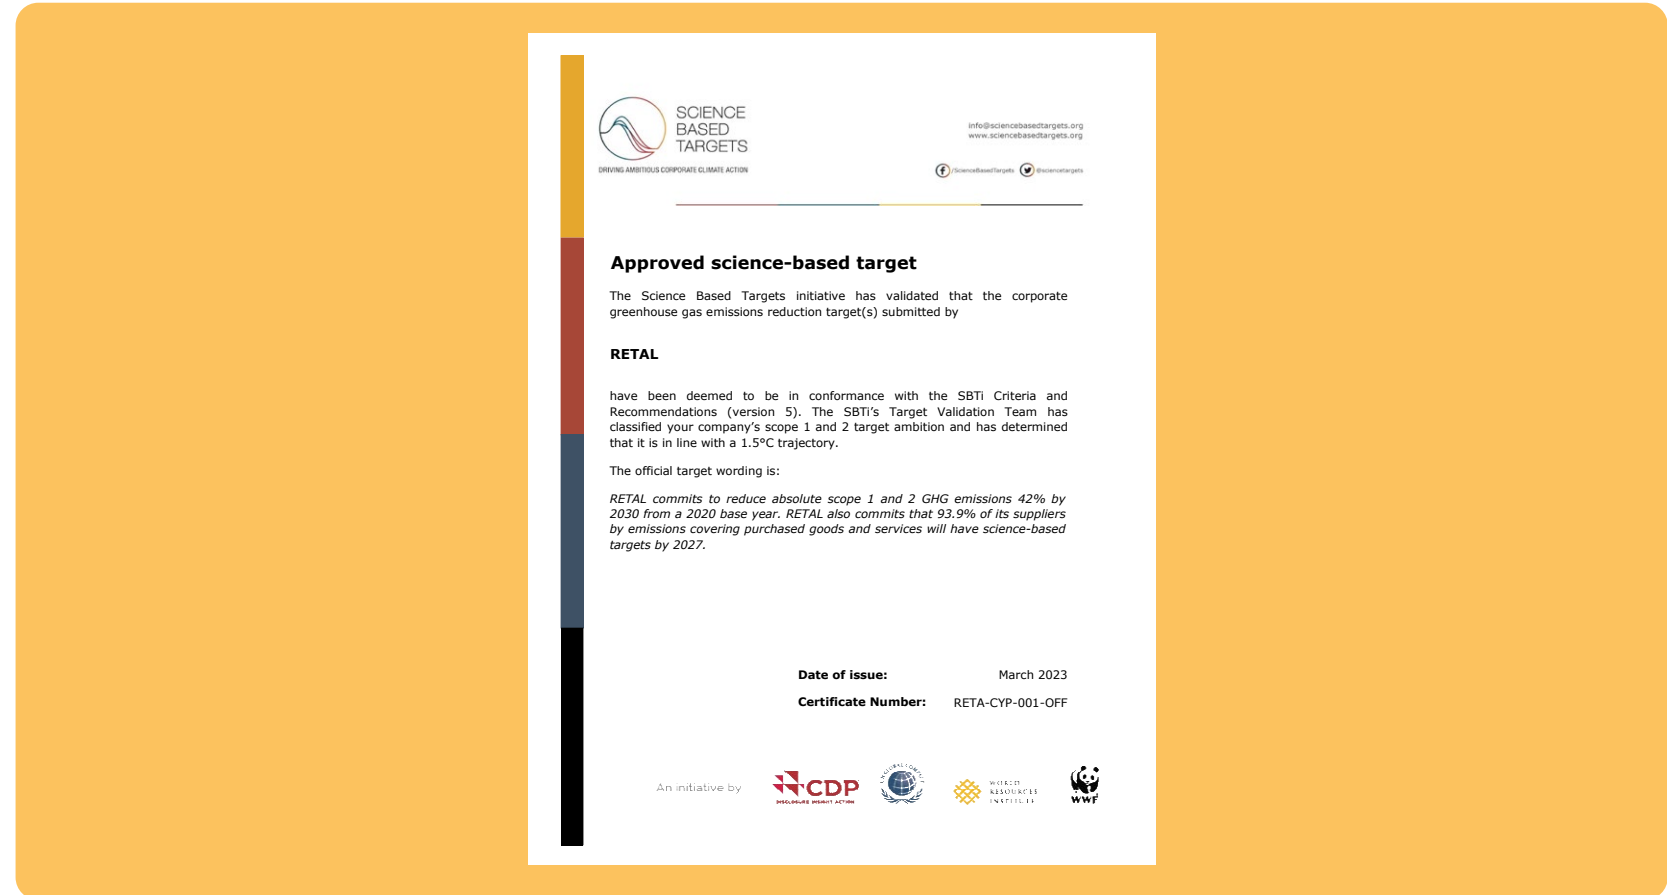 SCIENCE
BASED
TARGETS
DRIVING AMBITIOUS CORPORATE CLIMATE ACTION
info@sciencebasedtargets.org
www.sciencebasedtargets.org
/ScienceBasedTargets @sciencetargets
Approved science-based target
The Science Based Targets initiative has validated that the corporate
greenhouse gas emissions reduction target(s) submitted by
RETAL
have been deemed to be in conformance with the SBTi Criteria and
Recommendations (version 5). The SBTi’s Target Validation Team has
classified your company’s scope 1 and 2 target ambition and has determined
that it is in line with a 1.5°C trajectory.
The official target wording is:
RETAL commits to reduce absolute scope 1 and 2 GHG emissions 42% by
2030 from a 2020 base year. RETAL also commits that 93.9% of its suppliers
by emissions covering purchased goods and services will have science-based
targets by 2027.
Date of issue: March 2023
Certificate Number: RETA-CYP-001-OFF
An initiative by
CDP
DISCLOSURE INSIGHT ACTION
WORLD
RESOURCES
INSTITUTE
WWF